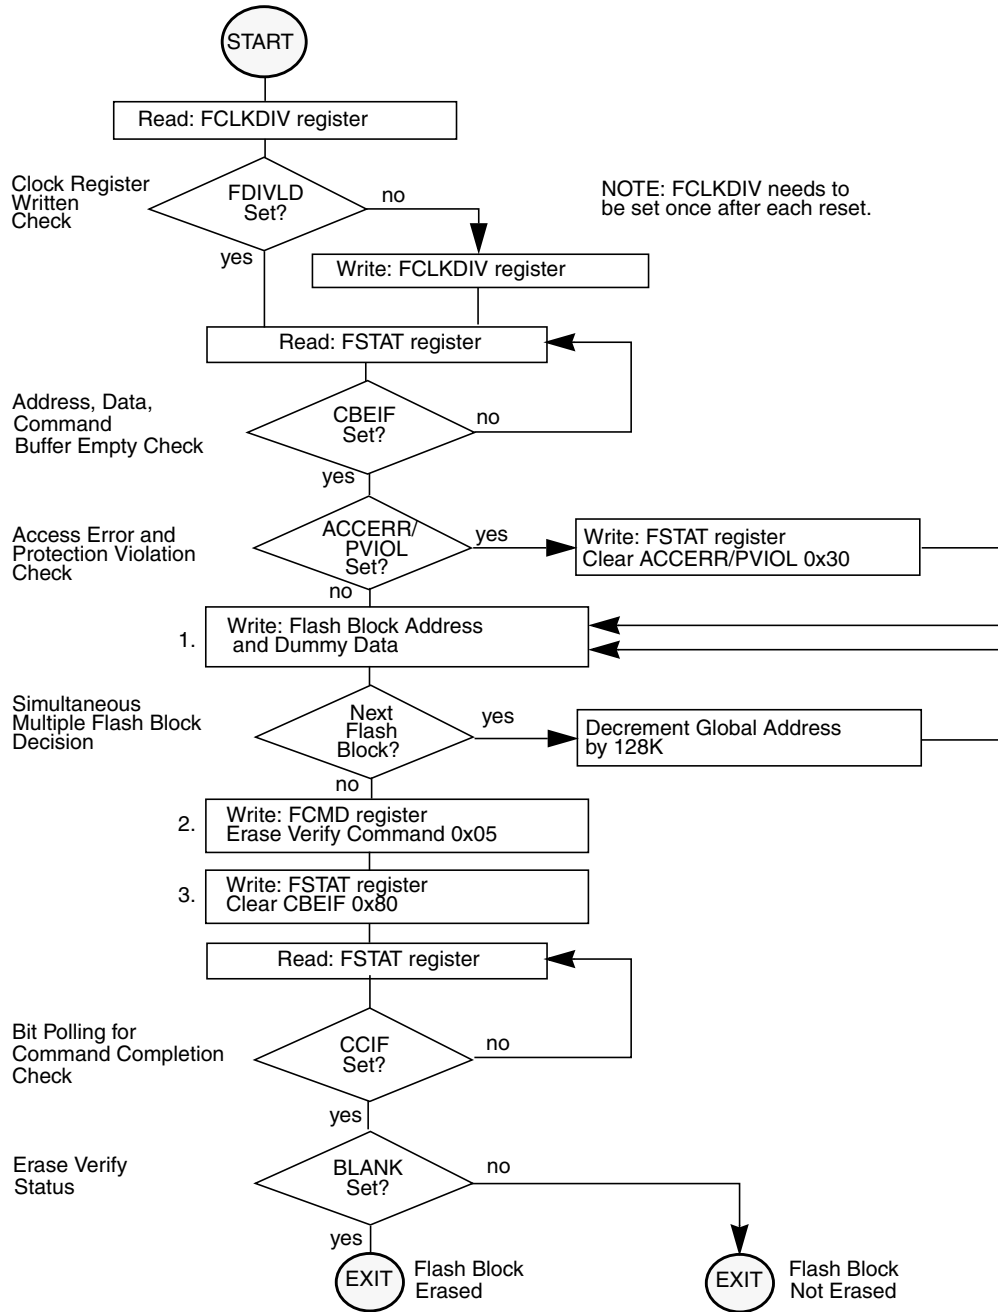 START
Read: FCLKDIV register
Clock Register
Written
Check
FDIVLD
Set?
no
yes
NOTE: FCLKDIV needs to
be set once after each reset.
Write: FCLKDIV register
Read: FSTAT register
Address, Data,
Command
Buffer Empty Check
CBEIF
Set?
no
yes
Access Error and
Protection Violation
Check
ACCERR/
PVIOL
Set?
yes
no
Write: FSTAT register
Clear ACCERR/PVIOL 0x30
1.
Write: Flash Block Address
and Dummy Data
Simultaneous
Multiple Flash Block
Decision
Next
Flash
Block?
yes
no
Decrement Global Address
by 128K
2.
Write: FCMD register
Erase Verify Command 0x05
3.
Write: FSTAT register
Clear CBEIF 0x80
Read: FSTAT register
Bit Polling for
Command Completion
Check
CCIF
Set?
no
yes
Erase Verify
Status
BLANK
Set?
no
yes
EXIT
Flash Block
Erased
EXIT
Flash Block
Not Erased